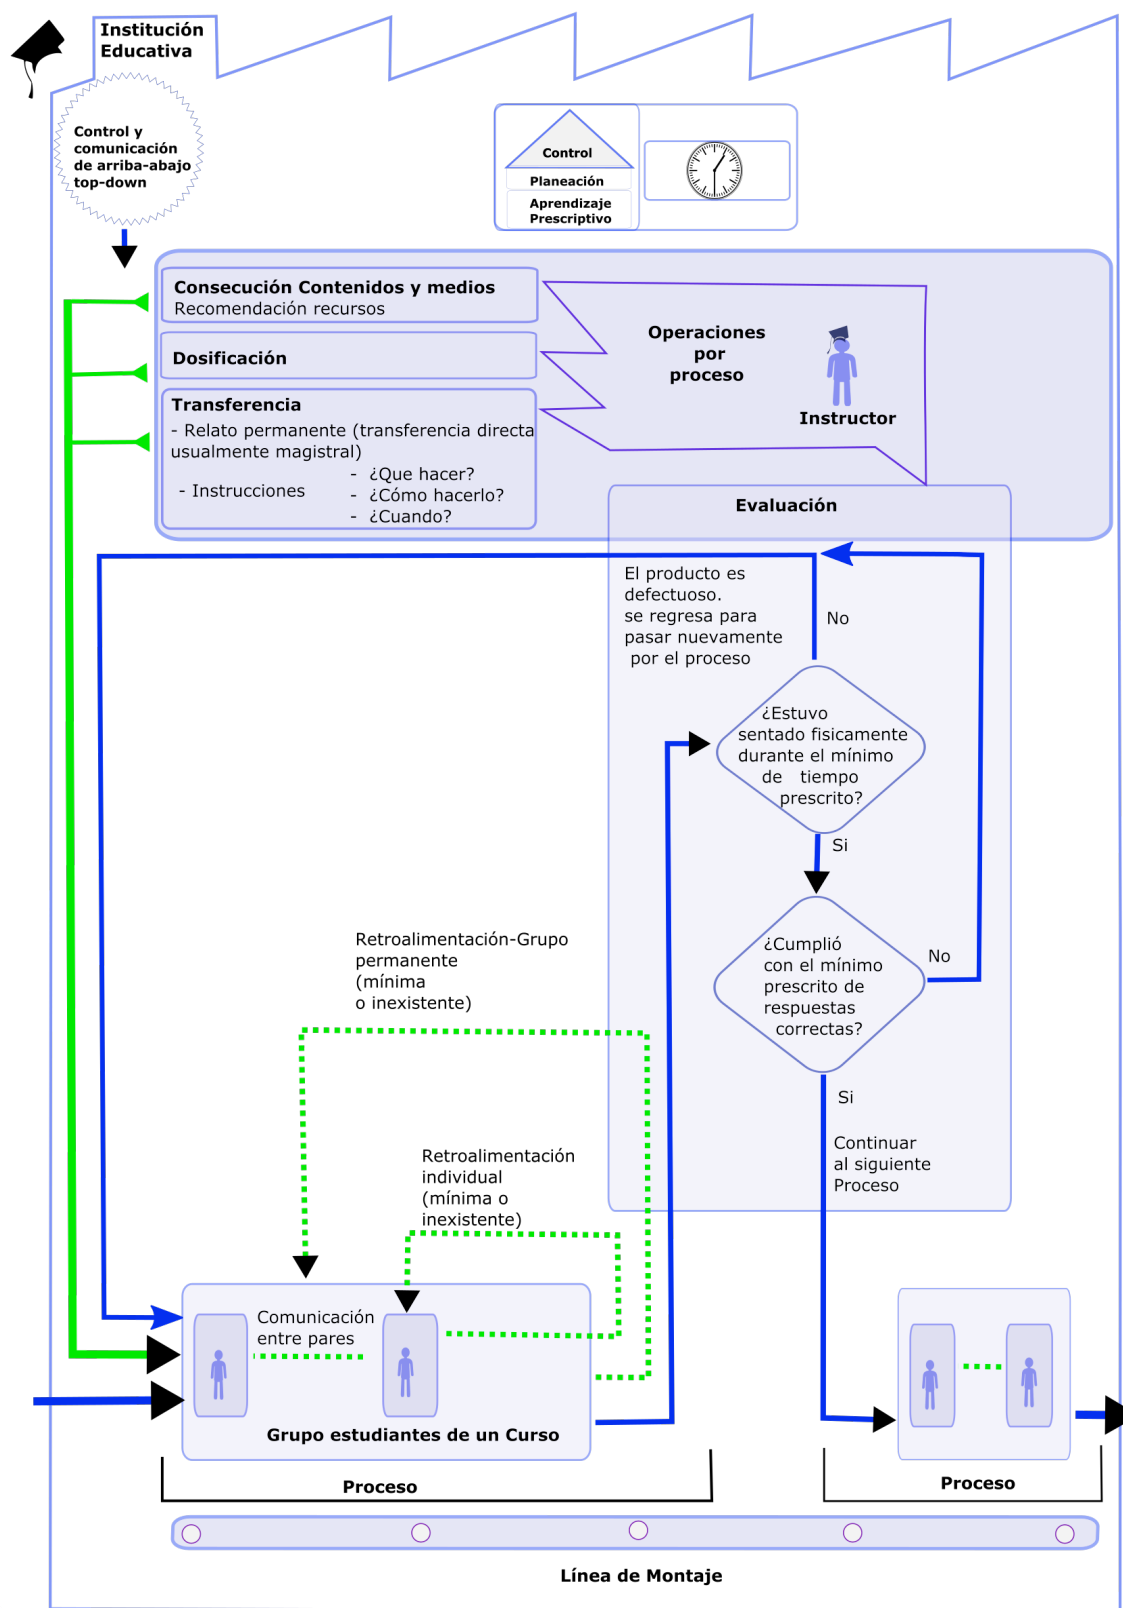 Institución
Educativa
Control y
comunicación
de arriba-abajo
top-down
Control
Planeación
Aprendizaje
Prescriptivo
Consecución Contenidos y medios
Recomendación recursos
Dosificación
Transferencia
- Relato permanente (transferencia directa
usualmente magistral)
- Instrucciones
- ¿Que hacer?
- ¿Cómo hacerlo?
- ¿Cuando?
Operaciones
por
proceso
Instructor
Evaluación
El producto es
defectuoso.
se regresa para
pasar nuevamente
por el proceso
No
¿Estuvo
sentado fisicamente
durante el mínimo
de tiempo
prescrito?
Si
¿Cumplió
con el mínimo
prescrito de
respuestas
correctas?
No
Si
Continuar
al siguiente
Proceso
Retroalimentación-Grupo
permanente
(mínima
o inexistente)
Retroalimentación
individual
(mínima o
inexistente)
Comunicación
entre pares
Grupo estudiantes de un Curso
Proceso
Proceso
Línea de Montaje